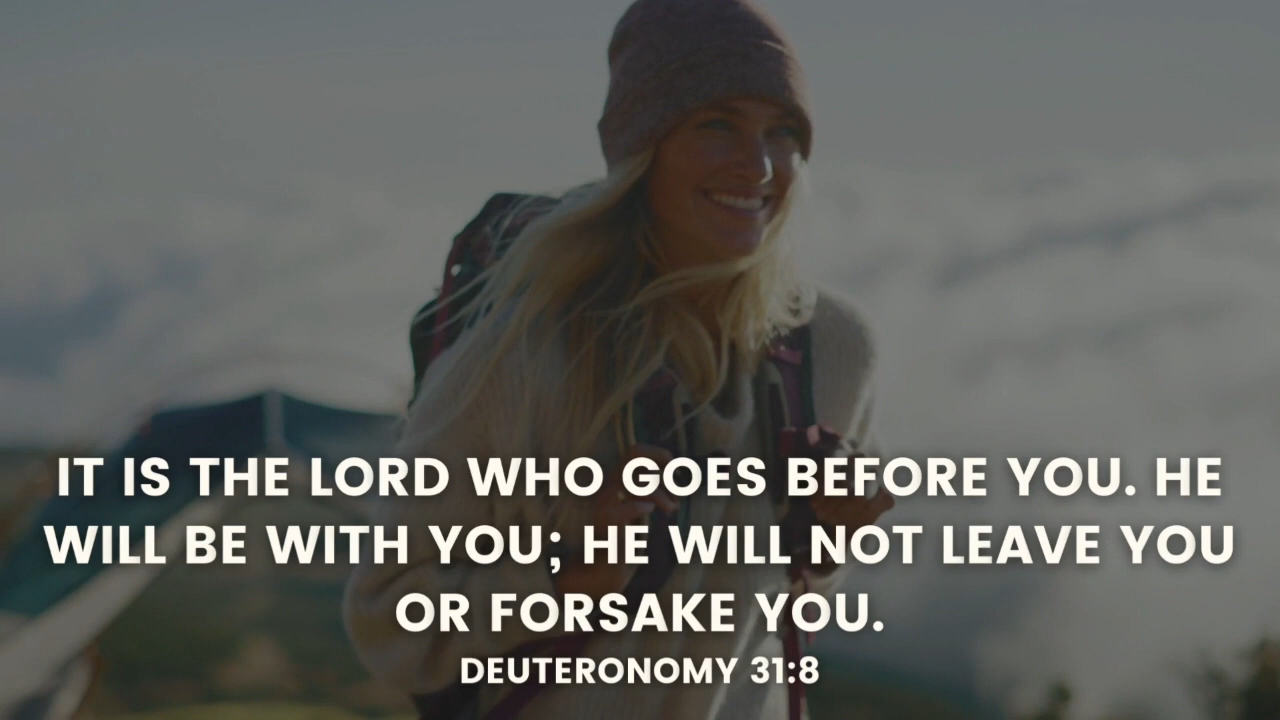 IT IS THE LORD WHO GOES BEFORE YOU. HE
WILL BE WITH YOU; HE WILL NOT LEAVE YOU
OR FORSAKE YOU.
DEUTERONOMY 31:8